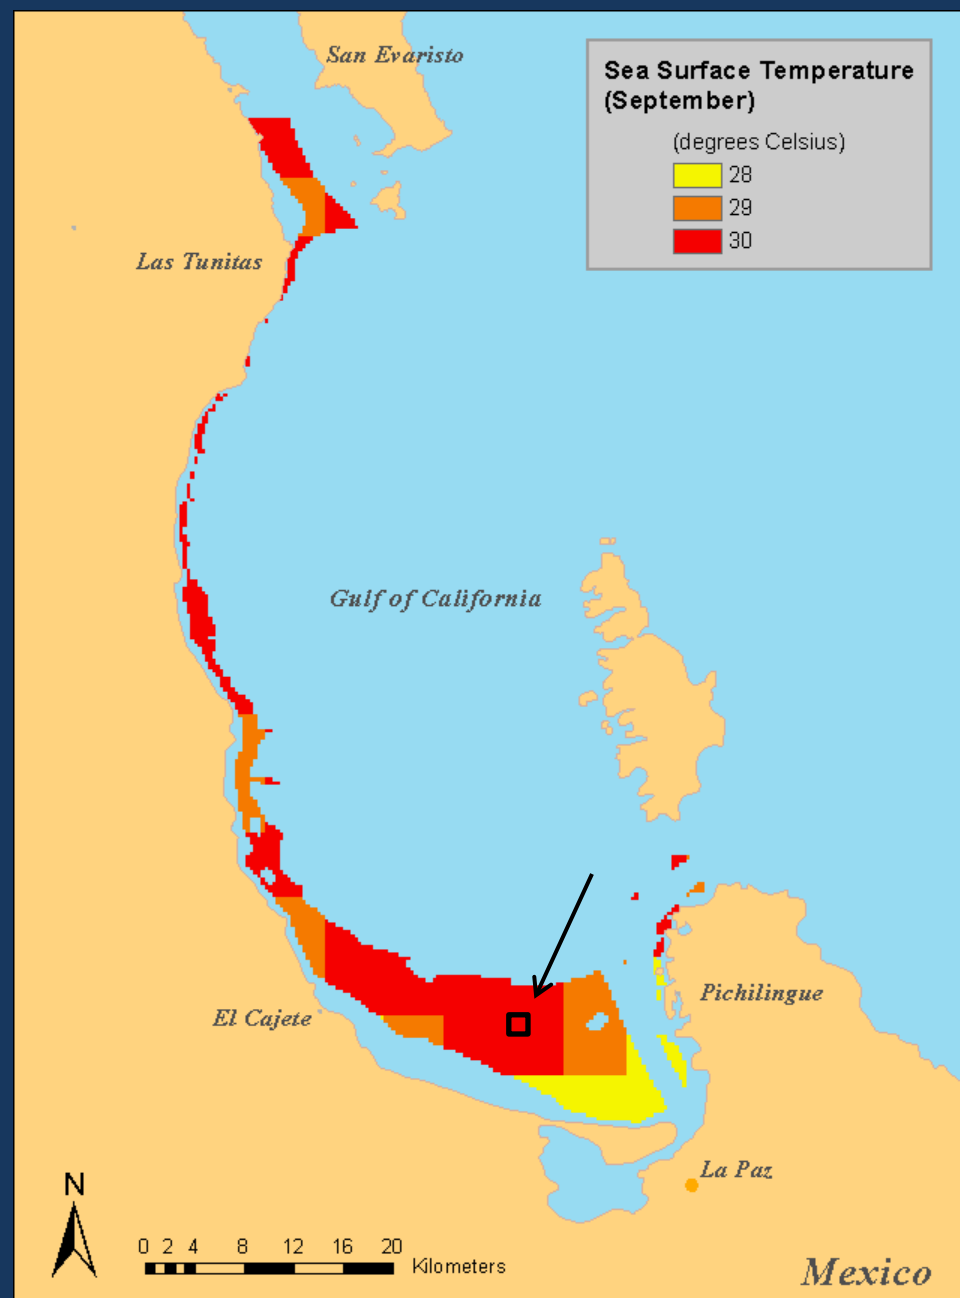 San Evaristo
Sea Surface Temperature
(September)
(degrees Celsius)
28
29
30
Las Tunitas
Gulf of California
Pichilingue
El Cajete
La Paz
N
0 2 4 8 12 16 20
Kilometers
Mexico